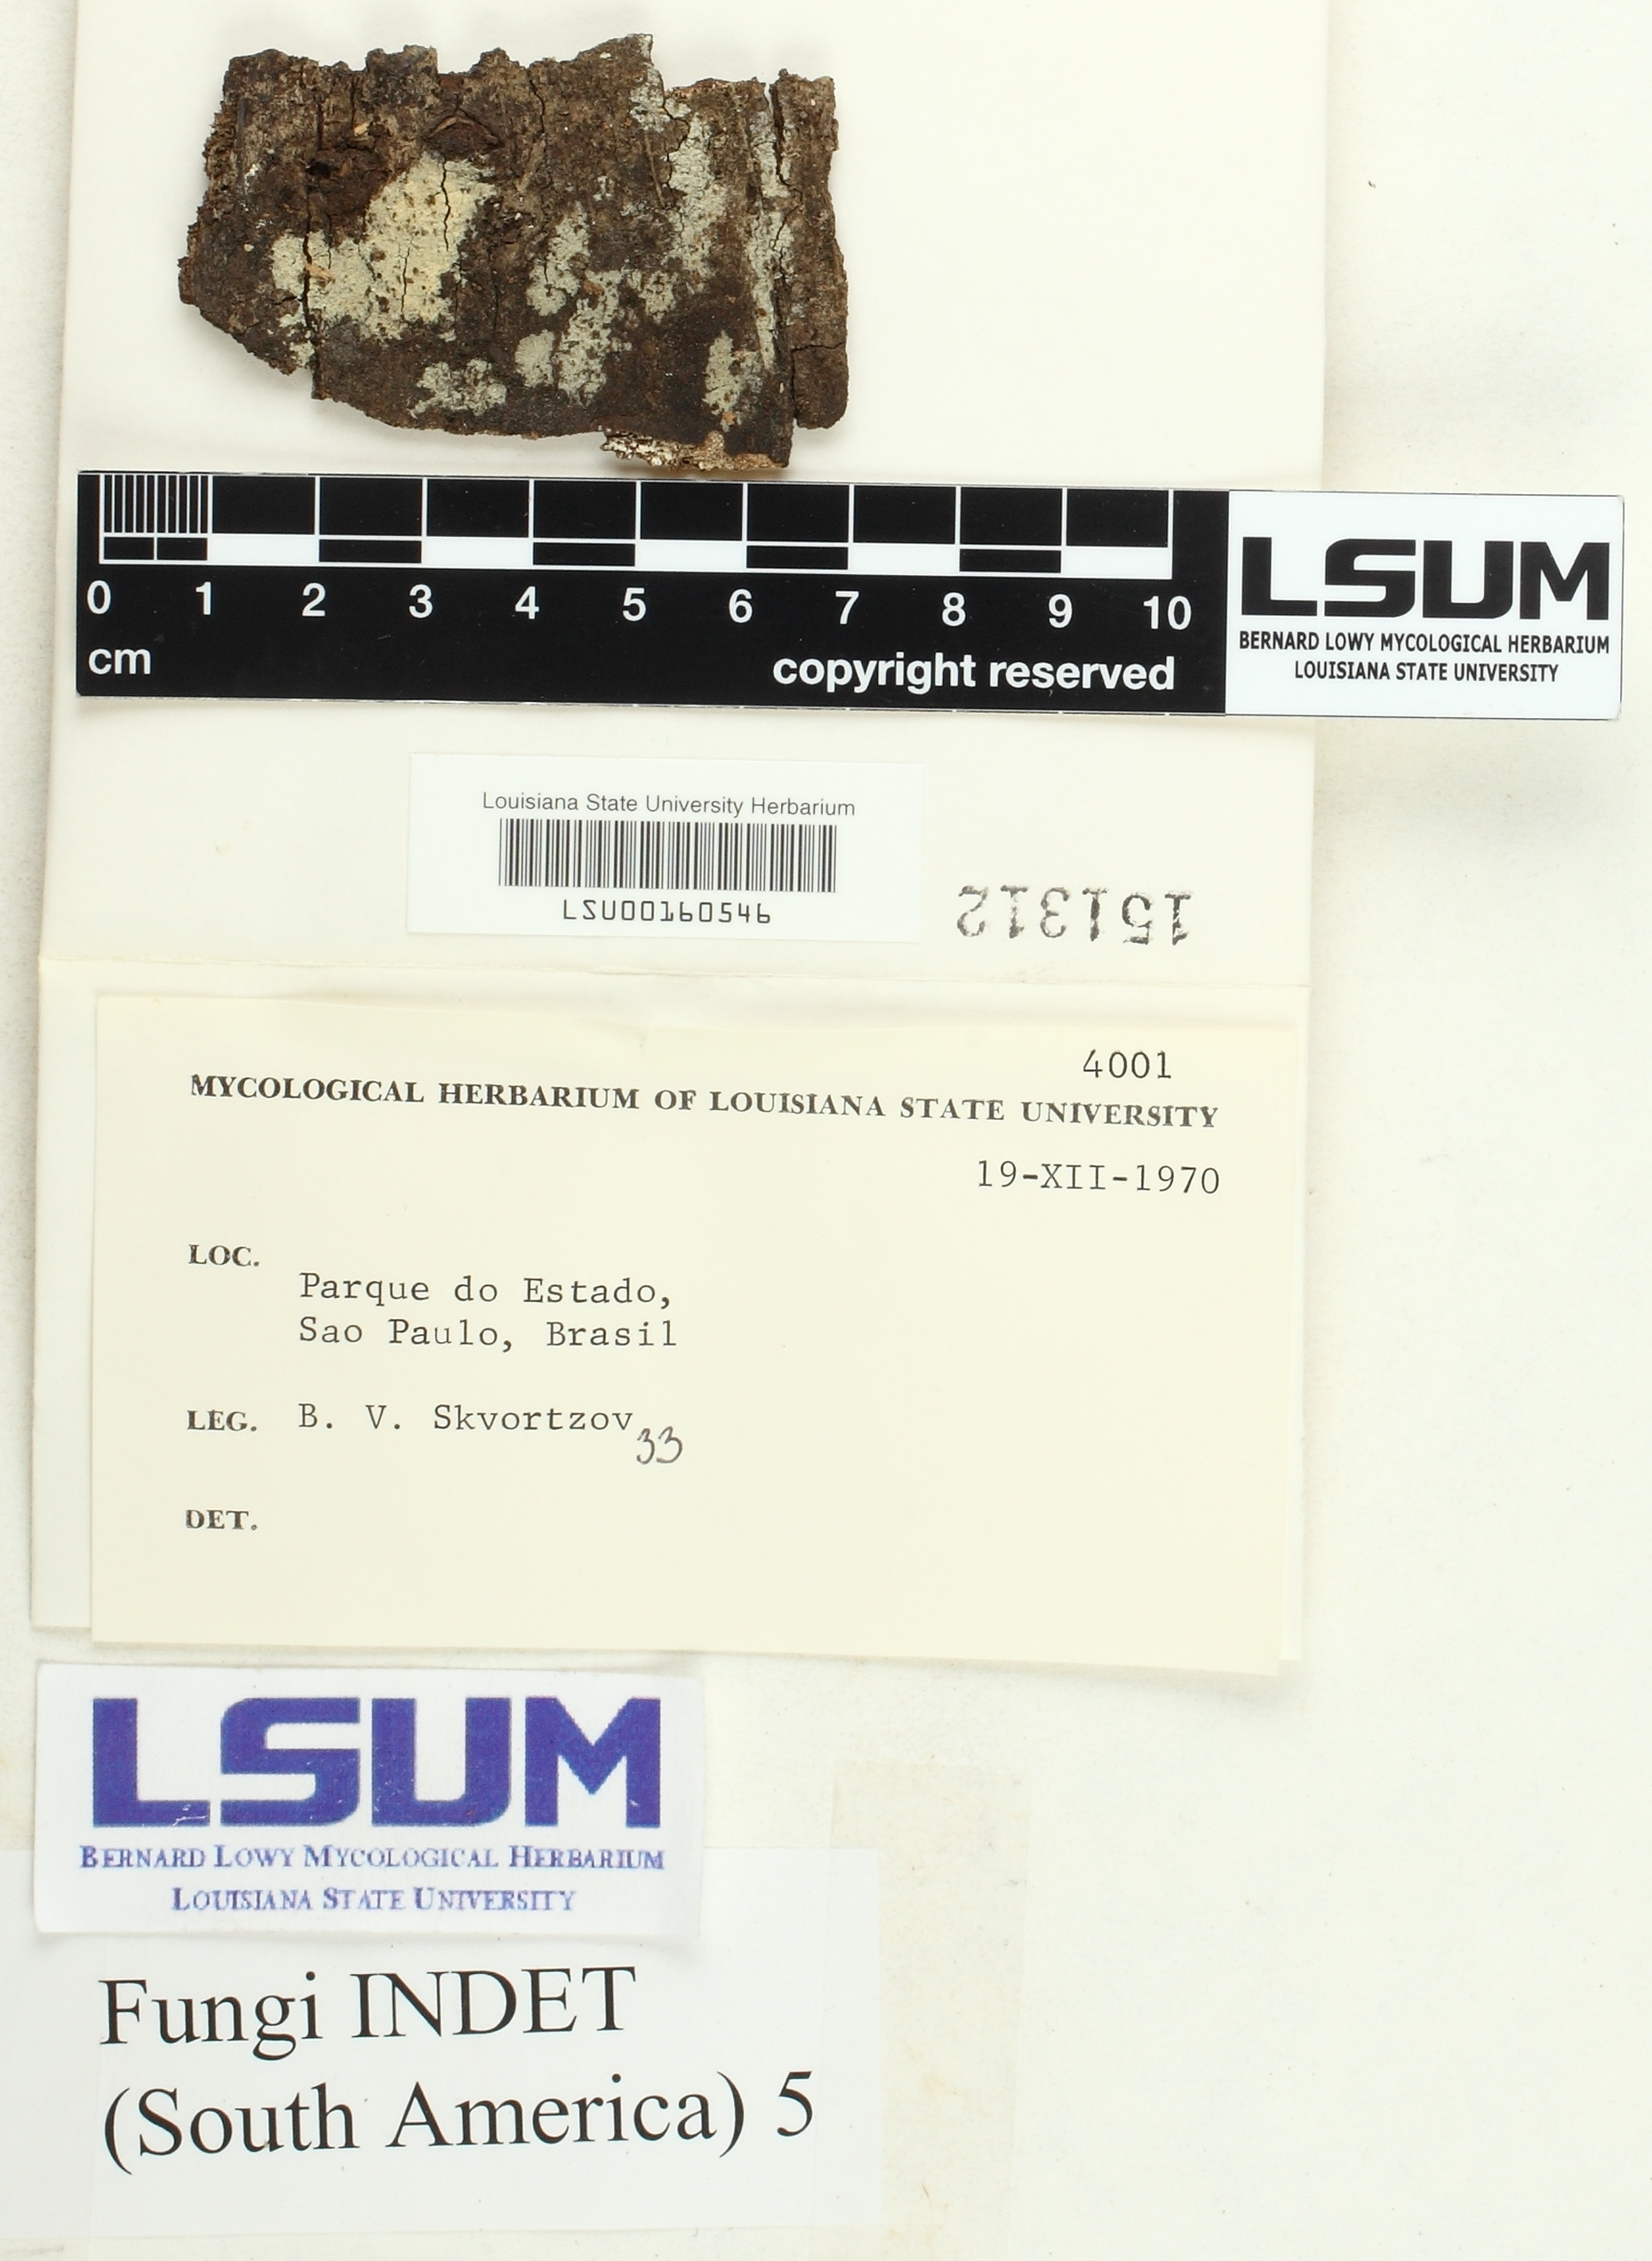 0 1 2 3 4 5 6 7 8 9 10
cm
copyright reserved
LSUM
BERNARD LOWY MYCOLOGICAL HERBARIUM
LOUISIANA STATE UNIVERSITY
Louisiana State University Herbarium
LSU00160546
151312
4001
MYCOLOGICAL HERBARIUM OF LOUISIANA STATE UNIVERSITY
19-XII-1970
LOC.
Parque do Estado,
Sao Paulo, Brasil
LEG. B. V. Skvortzov 33
DET.
LSUM
BERNARD LOWY MYCOLOGICAL HERBARIUM
LOUISIANA STATE UNIVERSITY
Fungi INDET
(South America) 5